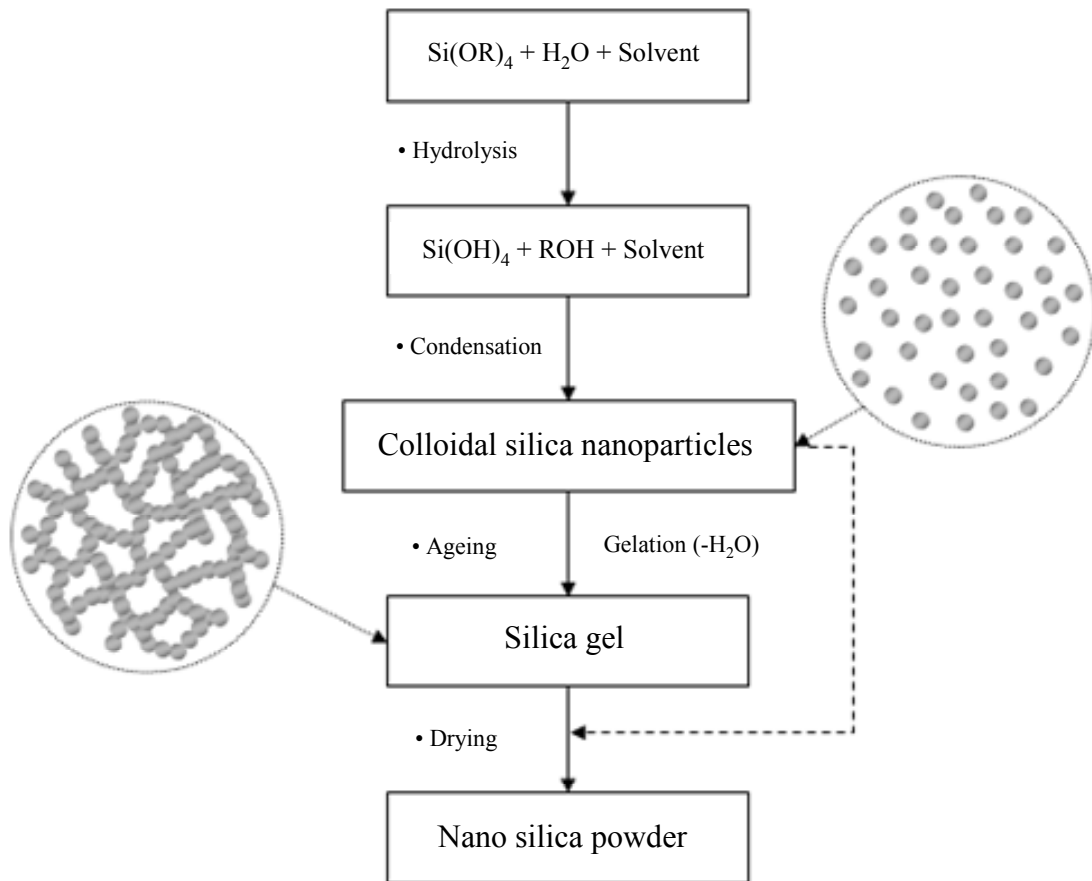 Si(OR)₄ + H₂O + Solvent
• Hydrolysis
Si(OH)₄ + ROH + Solvent
• Condensation
Colloidal silica nanoparticles
• Ageing
Gelation (-H₂O)
Silica gel
• Drying
Nano silica powder